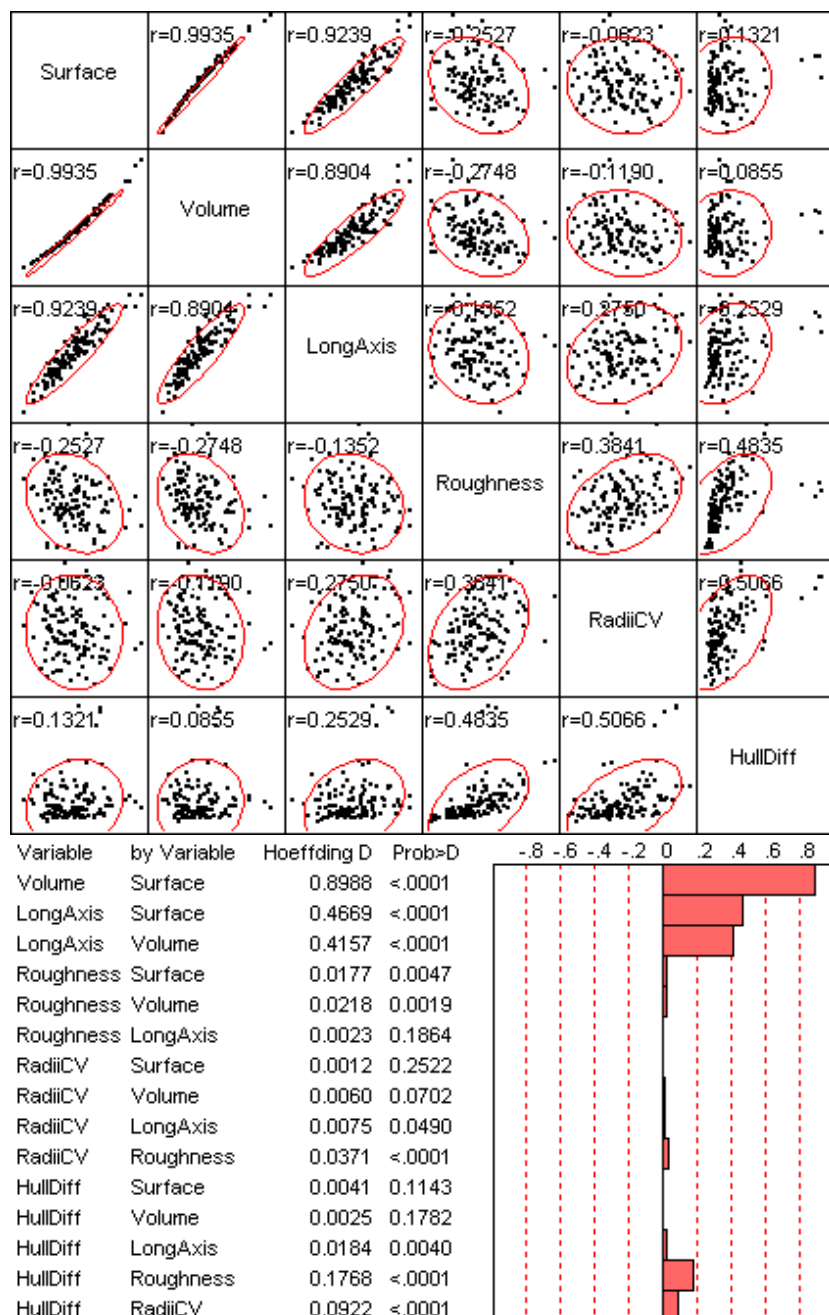 Surface r=0.9935 r=0.9239 r=-0.2527 r=-0.0623 r=0.1321
r=0.9935 Volume r=0.8904 r=-0.2748 r=-0.1190 r=0.0855
r=0.9239 r=0.8904 LongAxis r=-0.1352 r=0.2750 r=0.2529
r=-0.2527 r=-0.2748 r=-0.1352 Roughness r=0.3841 r=0.4835
r=-0.0623 r=-0.1190 r=0.2750 r=0.3841 RadiiCV r=0.5066
r=0.1321 r=0.0855 r=0.2529 r=0.4835 r=0.5066 HullDiff
Variable by Variable Hoeffding D Prob>D -.8 -.6 -.4 -.2 0 .2 .4 .6 .8
Volume Surface 0.8988 <.0001
LongAxis Surface 0.4669 <.0001
LongAxis Volume 0.4157 <.0001
Roughness Surface 0.0177 0.0047
Roughness Volume 0.0218 0.0019
Roughness LongAxis 0.0023 0.1864
RadiiCV Surface 0.0012 0.2522
RadiiCV Volume 0.0060 0.0702
RadiiCV LongAxis 0.0075 0.0490
RadiiCV Roughness 0.0371 <.0001
HullDiff Surface 0.0041 0.1143
HullDiff Volume 0.0025 0.1782
HullDiff LongAxis 0.0184 0.0040
HullDiff Roughness 0.1768 <.0001
HullDiff RadiiCV 0.0922 <.0001